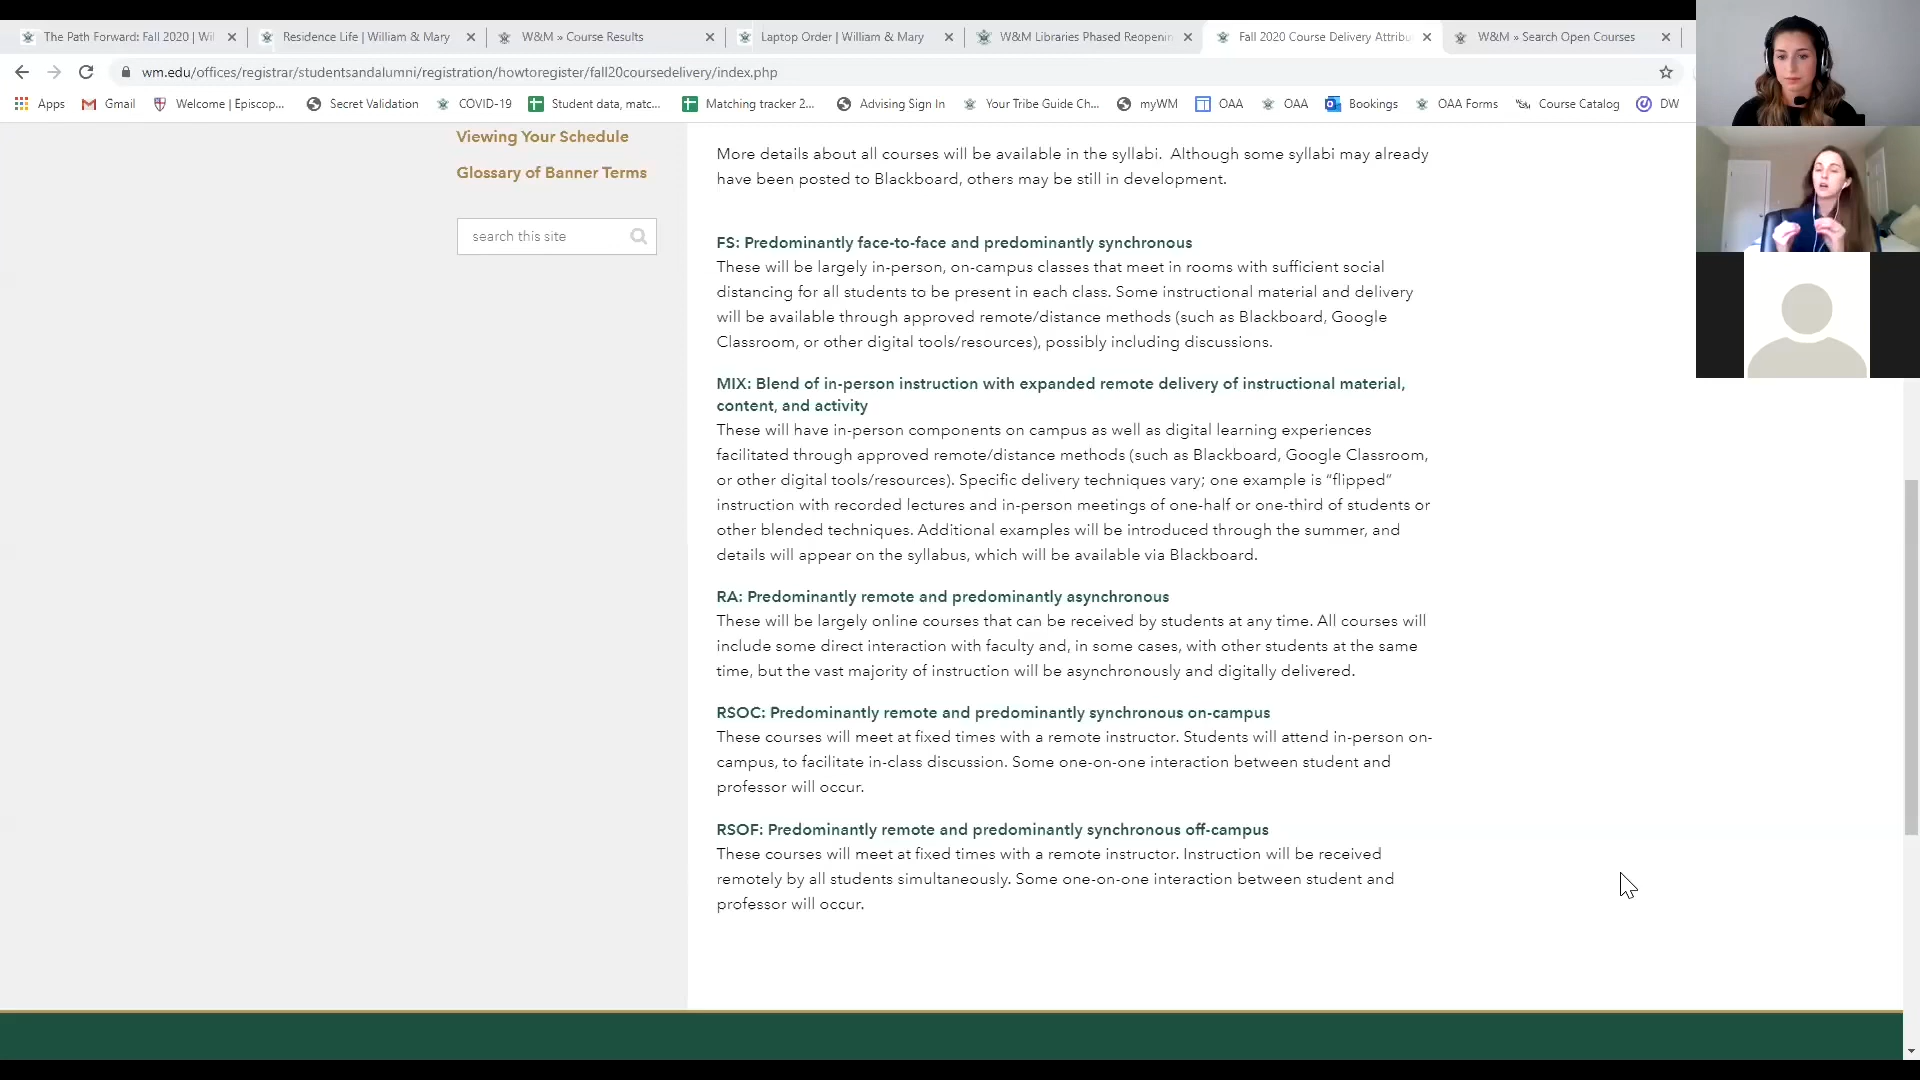 The Path Forward: Fall 2020 | Wi
Residence Life | William & Mary
W&M » Course Results
Laptop Order | William & Mary
W&M Libraries Phased Reopenin
Fall 2020 Course Delivery Attribu
W&M » Search Open Courses
wm.edu/offices/registrar/studentsandalumni/registration/howtoregister/fall20coursedelivery/index.php
Apps
Gmail
Welcome | Episcop...
Secret Validation
COVID-19
Student data, matc...
Matching tracker 2...
Advising Sign In
Your Tribe Guide Ch...
myWM
OAA
OAA
Bookings
OAA Forms
Course Catalog
DW
Viewing Your Schedule
Glossary of Banner Terms
search this site
More details about all courses will be available in the syllabi.  Although some syllabi may already
have been posted to Blackboard, others may be still in development.
FS: Predominantly face-to-face and predominantly synchronous
These will be largely in-person, on-campus classes that meet in rooms with sufficient social
distancing for all students to be present in each class. Some instructional material and delivery
will be available through approved remote/distance methods (such as Blackboard, Google
Classroom, or other digital tools/resources), possibly including discussions.
MIX: Blend of in-person instruction with expanded remote delivery of instructional material,
content, and activity
These will have in-person components on campus as well as digital learning experiences
facilitated through approved remote/distance methods (such as Blackboard, Google Classroom,
or other digital tools/resources). Specific delivery techniques vary; one example is “flipped”
instruction with recorded lectures and in-person meetings of one-half or one-third of students or
other blended techniques. Additional examples will be introduced through the summer, and
details will appear on the syllabus, which will be available via Blackboard.
RA: Predominantly remote and predominantly asynchronous
These will be largely online courses that can be received by students at any time. All courses will
include some direct interaction with faculty and, in some cases, with other students at the same
time, but the vast majority of instruction will be asynchronously and digitally delivered.
RSOC: Predominantly remote and predominantly synchronous on-campus
These courses will meet at fixed times with a remote instructor. Students will attend in-person on-
campus, to facilitate in-class discussion. Some one-on-one interaction between student and
professor will occur.
RSOF: Predominantly remote and predominantly synchronous off-campus
These courses will meet at fixed times with a remote instructor. Instruction will be received
remotely by all students simultaneously. Some one-on-one interaction between student and
professor will occur.